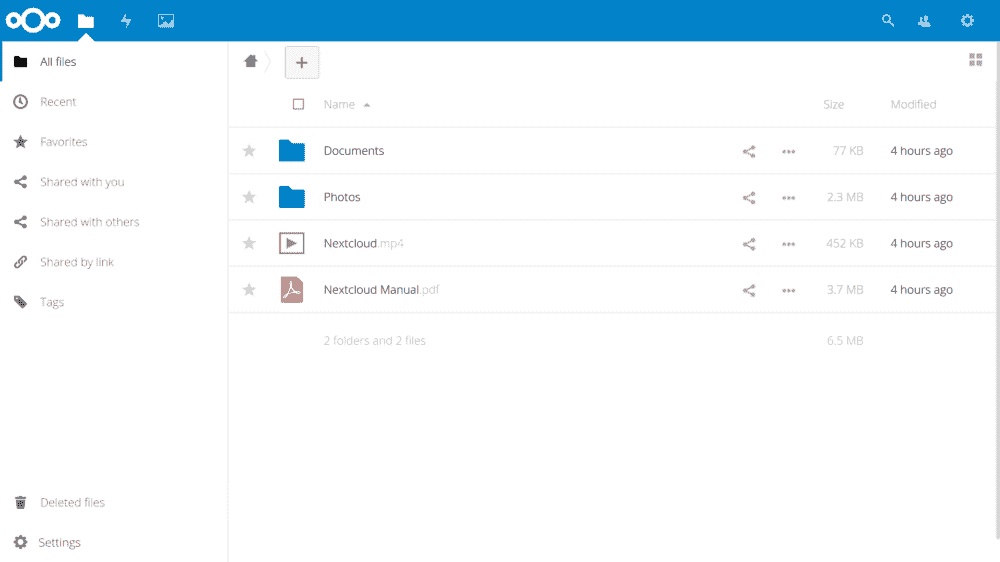 All files
Recent
Favorites
Shared with you
Shared with others
Shared by link
Tags
Deleted files
Settings
Name Size Modified
Documents 77 KB 4 hours ago
Photos 2.3 MB 4 hours ago
Nextcloud.mp4 452 KB 4 hours ago
Nextcloud Manual.pdf 3.7 MB 4 hours ago
2 folders and 2 files 6.5 MB